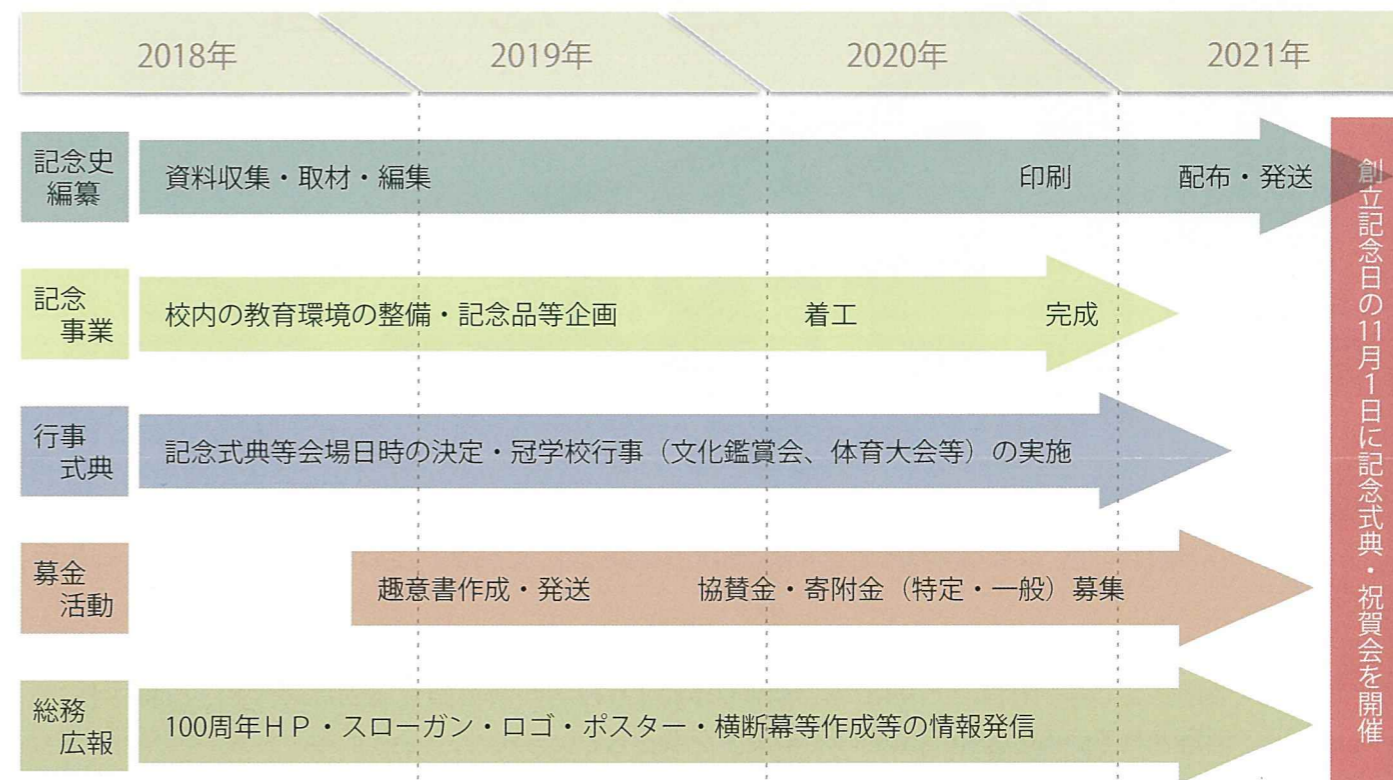 2018年
2019年
2020年
2021年
記念史
編纂
資料収集・取材・編集
印刷
配布・発送
記念
事業
校内の教育環境の整備・記念品等企画
着工
完成
行事
式典
記念式典等会場日時の決定・冠学校行事（文化鑑賞会、体育大会等）の実施
募金
活動
趣意書作成・発送
協賛金・寄附金（特定・一般）募集
総務
広報
100周年ＨＰ・スローガン・ロゴ・ポスター・横断幕等作成等の情報発信
創立記念日の11月1日に記念式典・祝賀会を開催